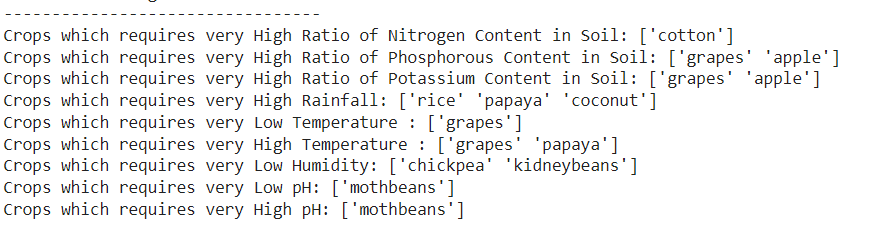 ---------------------------------
Crops which requires very High Ratio of Nitrogen Content in Soil: ['cotton']
Crops which requires very High Ratio of Phosphorous Content in Soil: ['grapes' 'apple']
Crops which requires very High Ratio of Potassium Content in Soil: ['grapes' 'apple']
Crops which requires very High Rainfall: ['rice' 'papaya' 'coconut']
Crops which requires very Low Temperature : ['grapes']
Crops which requires very High Temperature : ['grapes' 'papaya']
Crops which requires very Low Humidity: ['chickpea' 'kidneybeans']
Crops which requires very Low pH: ['mothbeans']
Crops which requires very High pH: ['mothbeans']